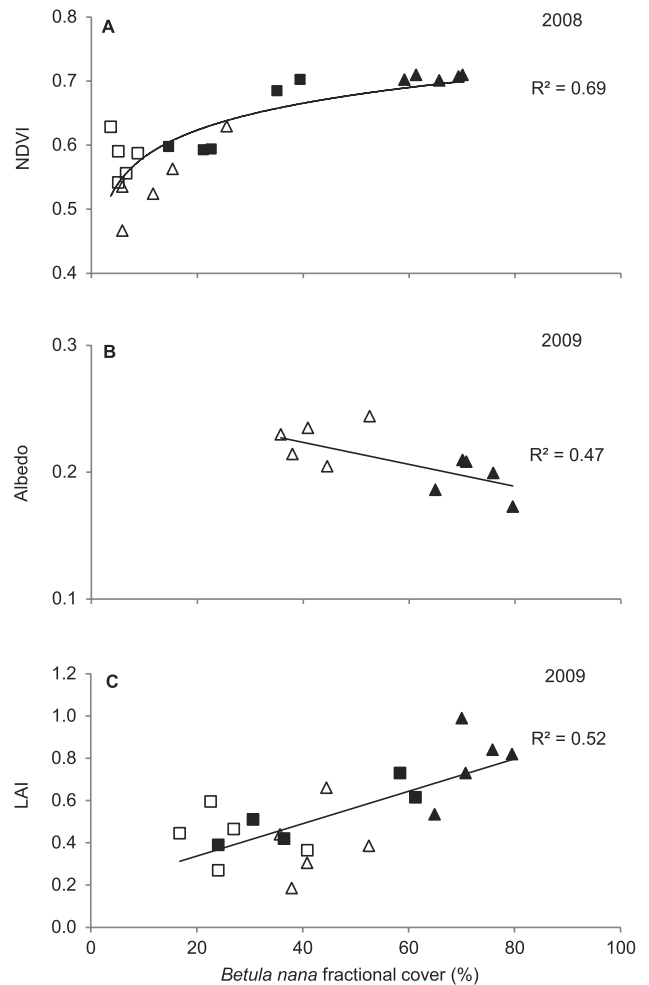 A 2008
R² = 0.69
NDVI
0.8
0.7
0.6
0.5
0.4
B 2009
R² = 0.47
Albedo
0.3
0.2
0.1
C 2009
R² = 0.52
LAI
1.2
1.0
0.8
0.6
0.4
0.2
0.0
0 20 40 60 80 100
Betula nana fractional cover (%)